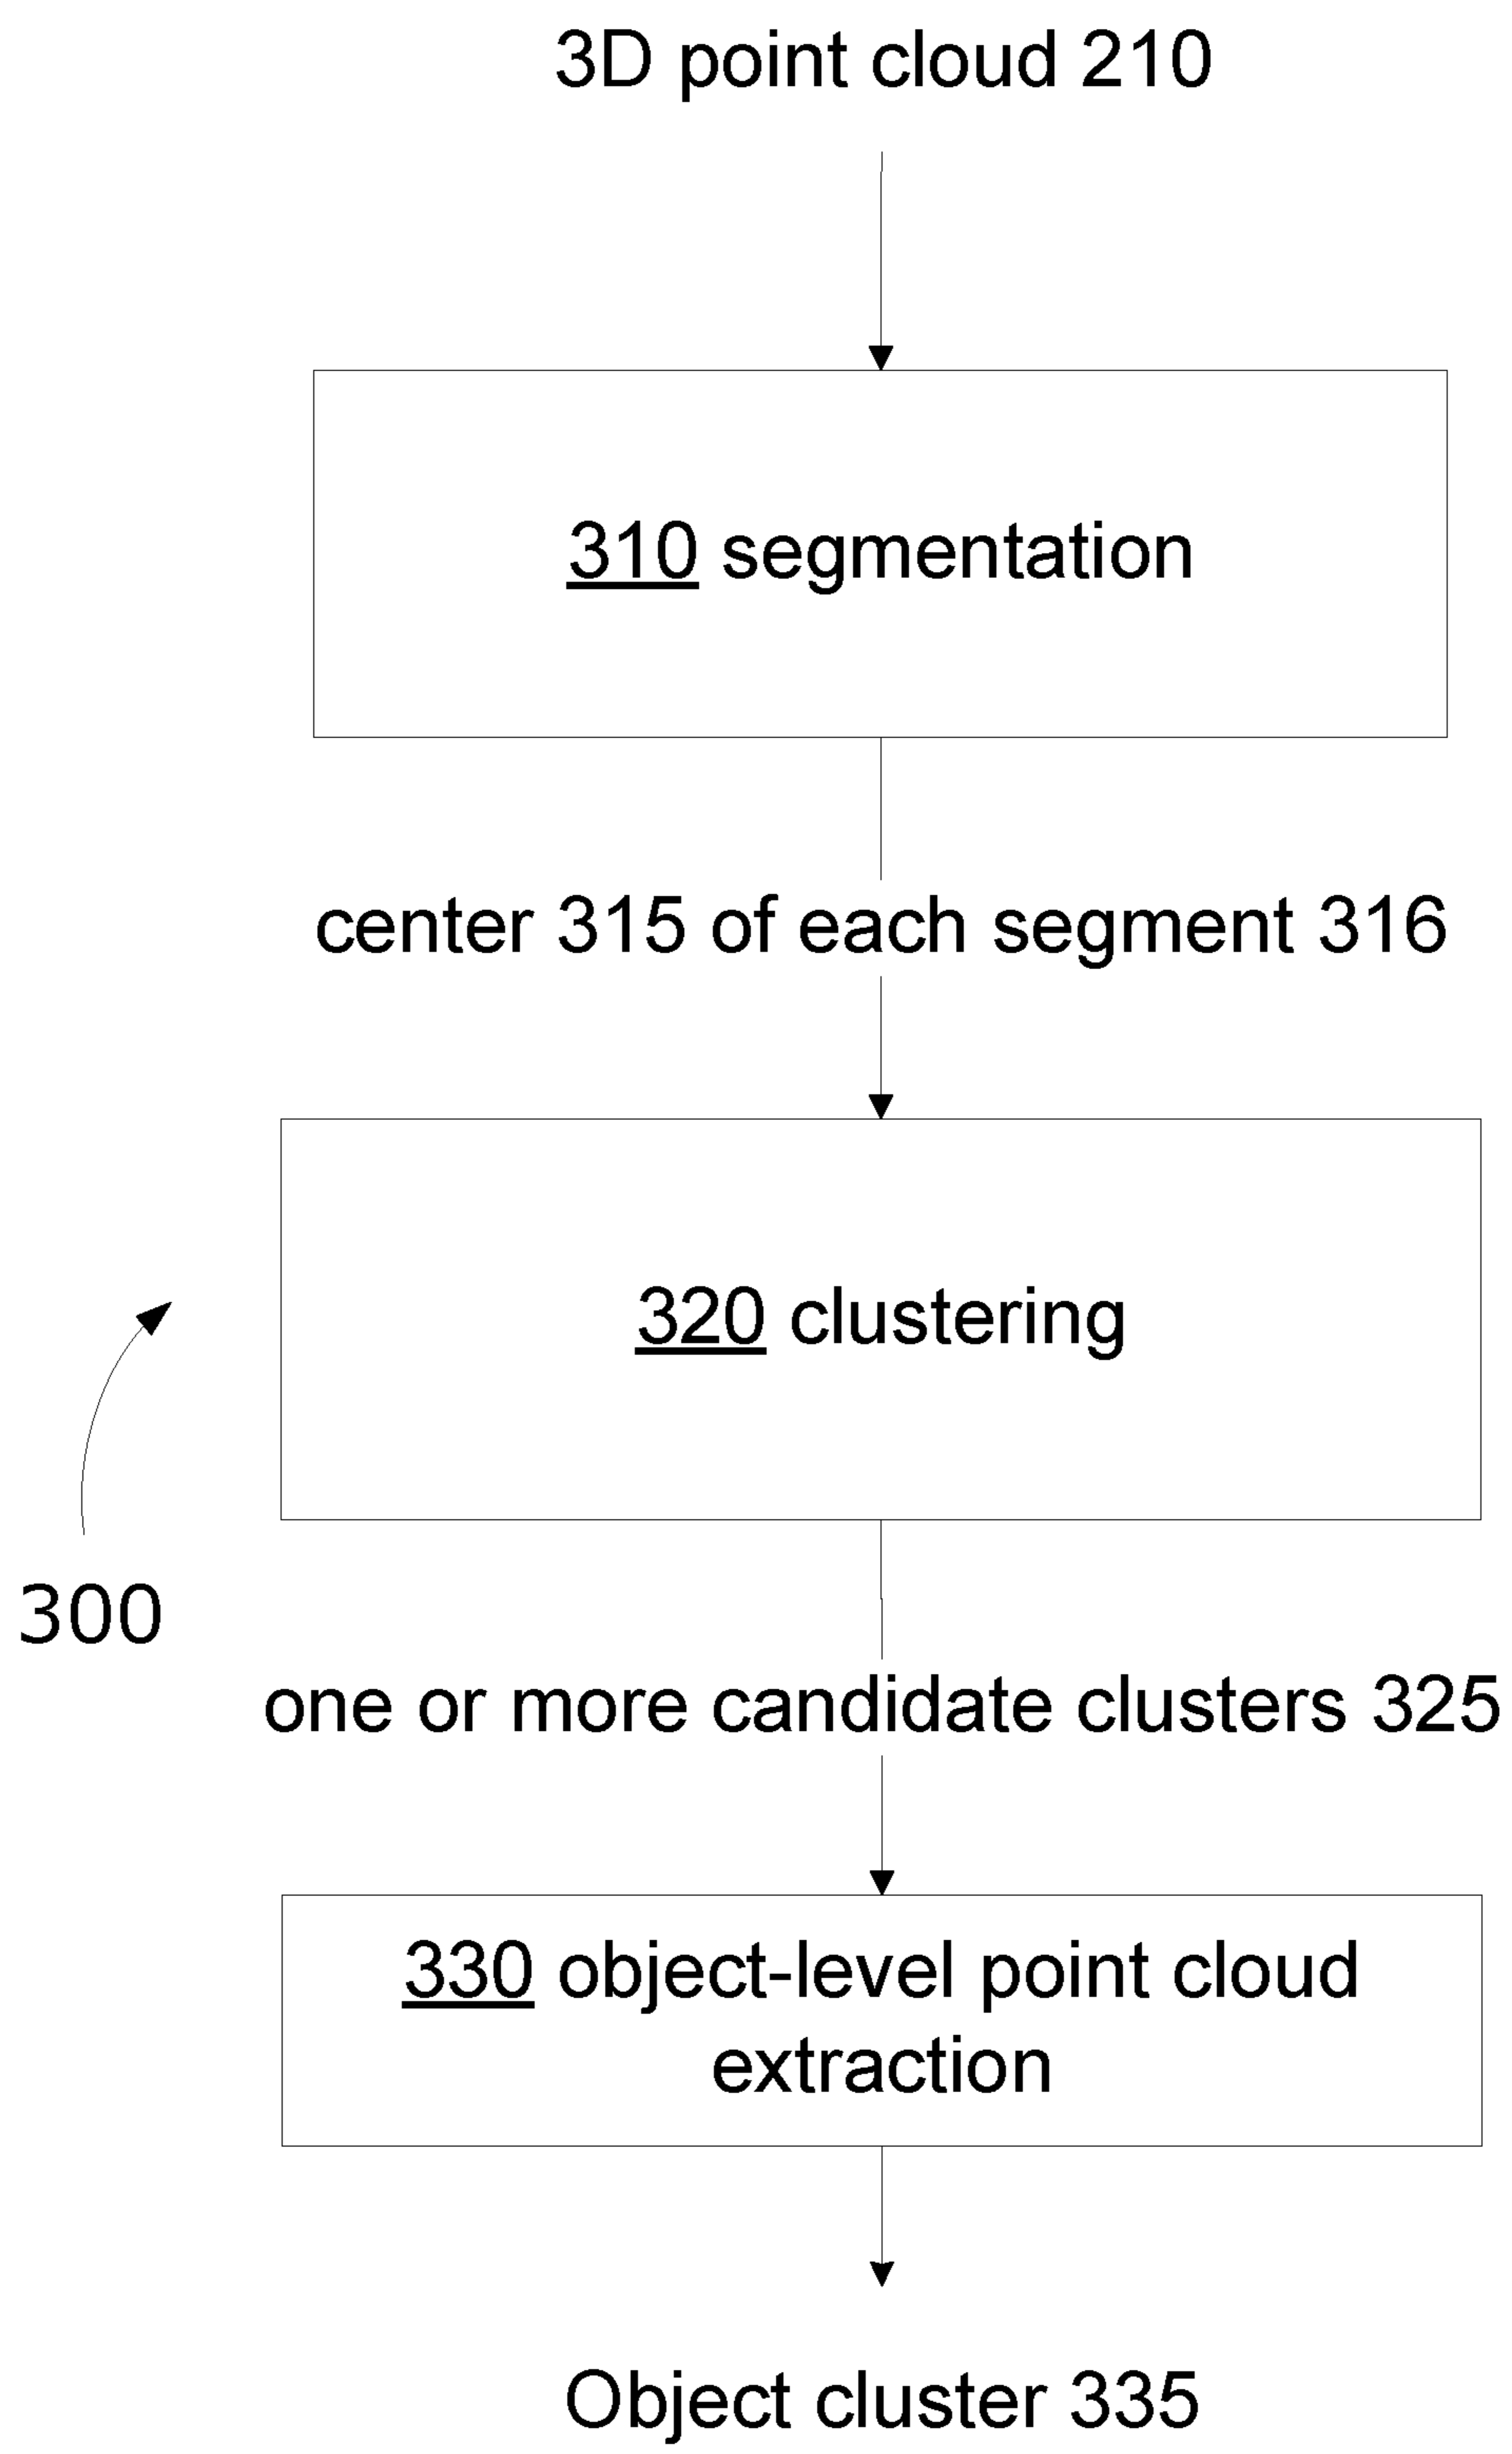 3D point cloud 210
310 segmentation
center 315 of each segment 316
320 clustering
300
one or more candidate clusters 325
330 object-level point cloud
extraction
Object cluster 335